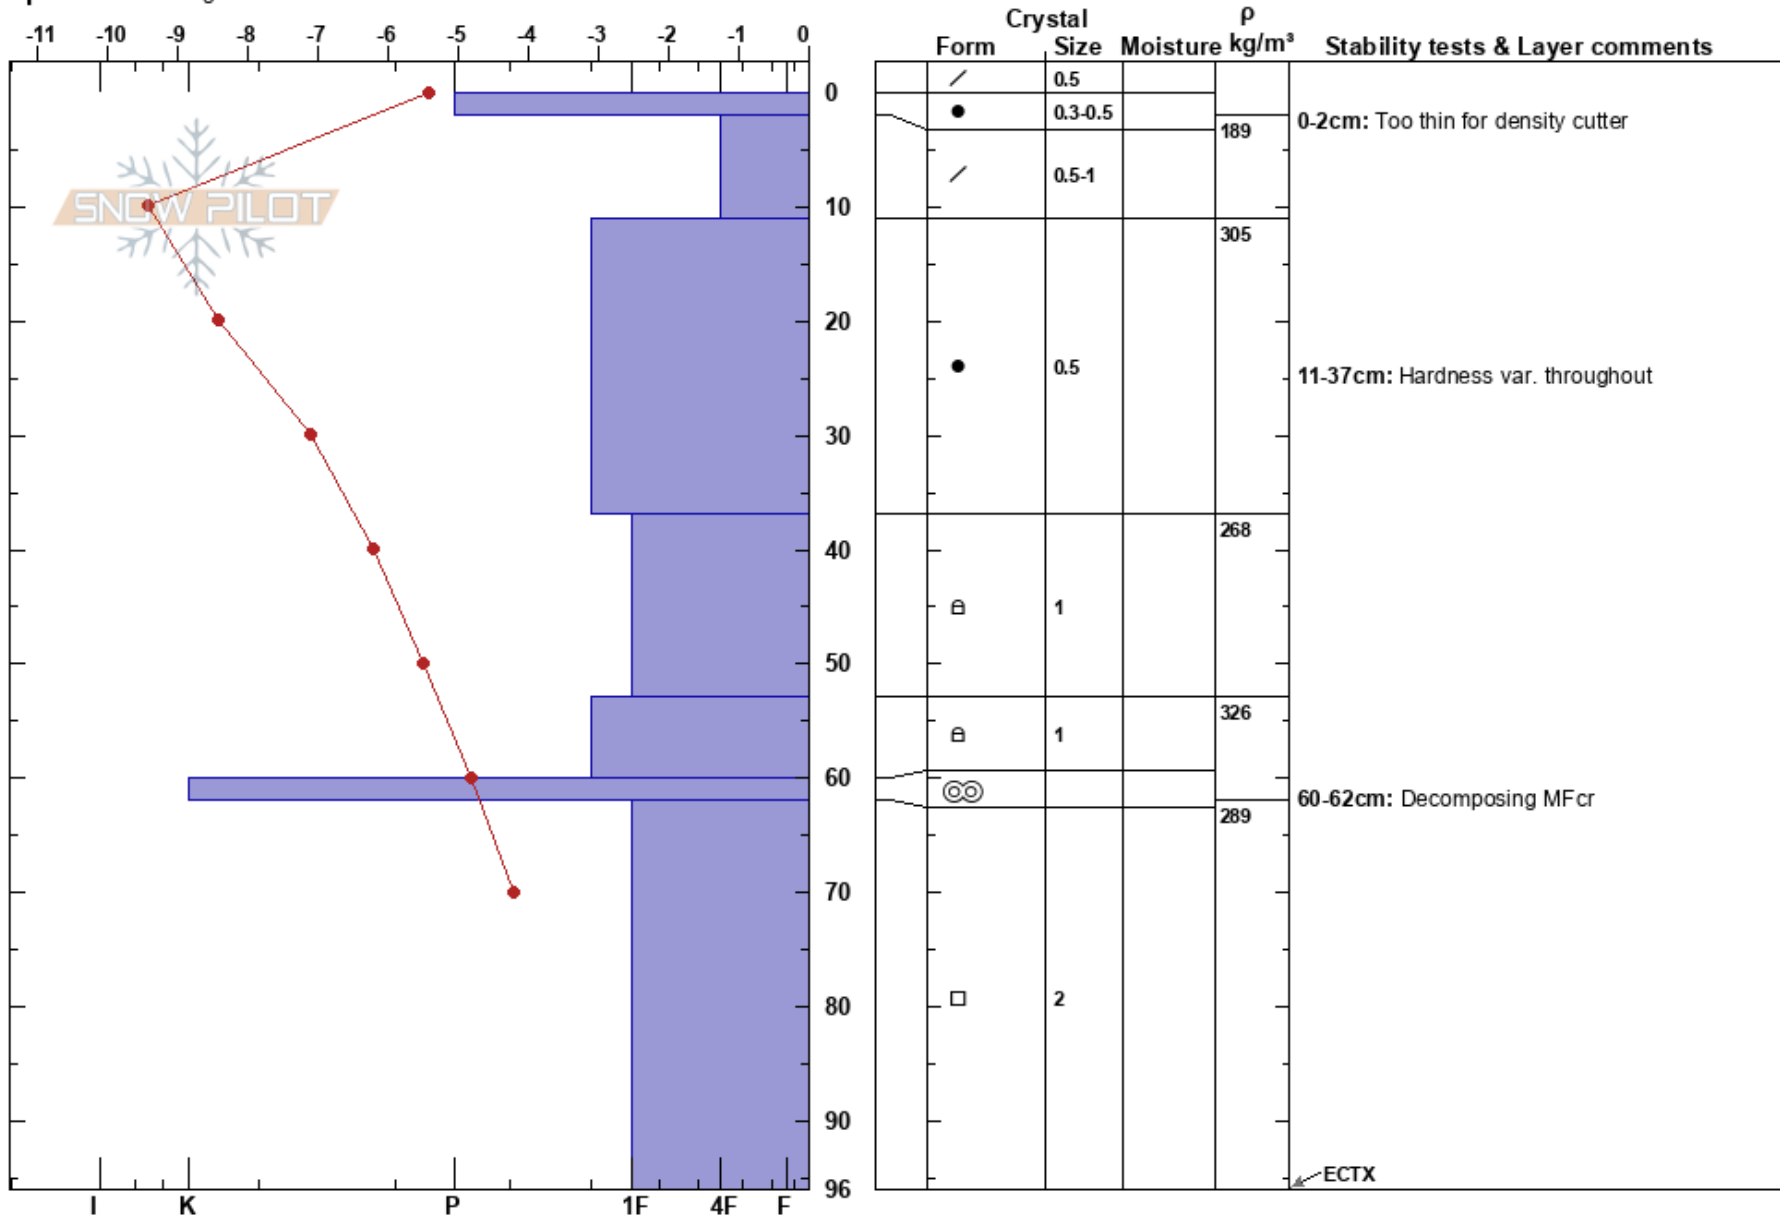 Crystal ρ
Form Size Moisture kg/m³ Stability tests & Layer comments
-11 -10 -9 -8 -7 -6 -5 -4 -3 -2 -1 0
0.5
0
0.3-0.5
189
0-2cm: Too thin for density cutter
0.5-1
SNOW PILOT
10
305
20
0.5
11-37cm: Hardness var. throughout
30
268
40
1
50
326
1
60
60-62cm: Decomposing MFcr
289
70
80
2
90
ECTX
96
I K P 1F 4F F